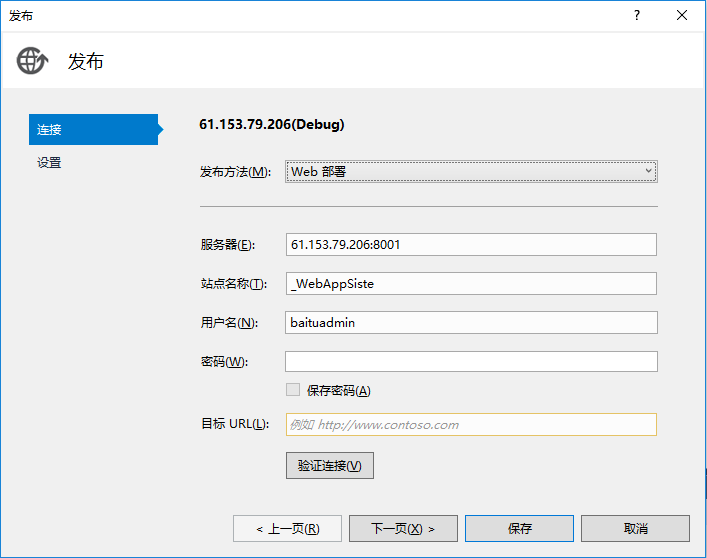 发布
?
发布
连接
设置
61.153.79.206(Debug)
发布方法(M):
Web 部署
服务器(E):
61.153.79.206:8001
站点名称(T):
_WebAppSiste
用户名(N):
baituadmin
密码(W):
保存密码(A)
目标 URL(L):
例如 http://www.contoso.com
验证连接(V)
< 上一页(R)
下一页(X) >
保存
取消